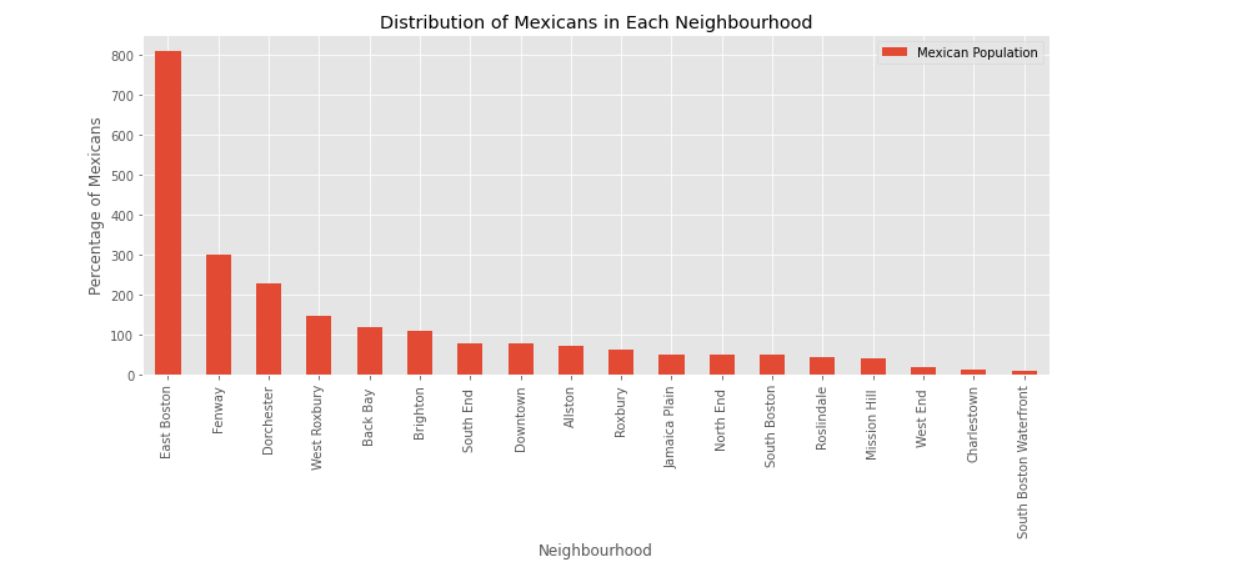 Distribution of Mexicans in Each Neighbourhood
Mexican Population
Percentage of Mexicans
800
700
600
500
400
300
200
100
0
East Boston
Fenway
Dorchester
West Roxbury
Back Bay
Brighton
South End
Downtown
Allston
Roxbury
Jamaica Plain
North End
South Boston
Roslindale
Mission Hill
West End
Charlestown
South Boston Waterfront
Neighbourhood